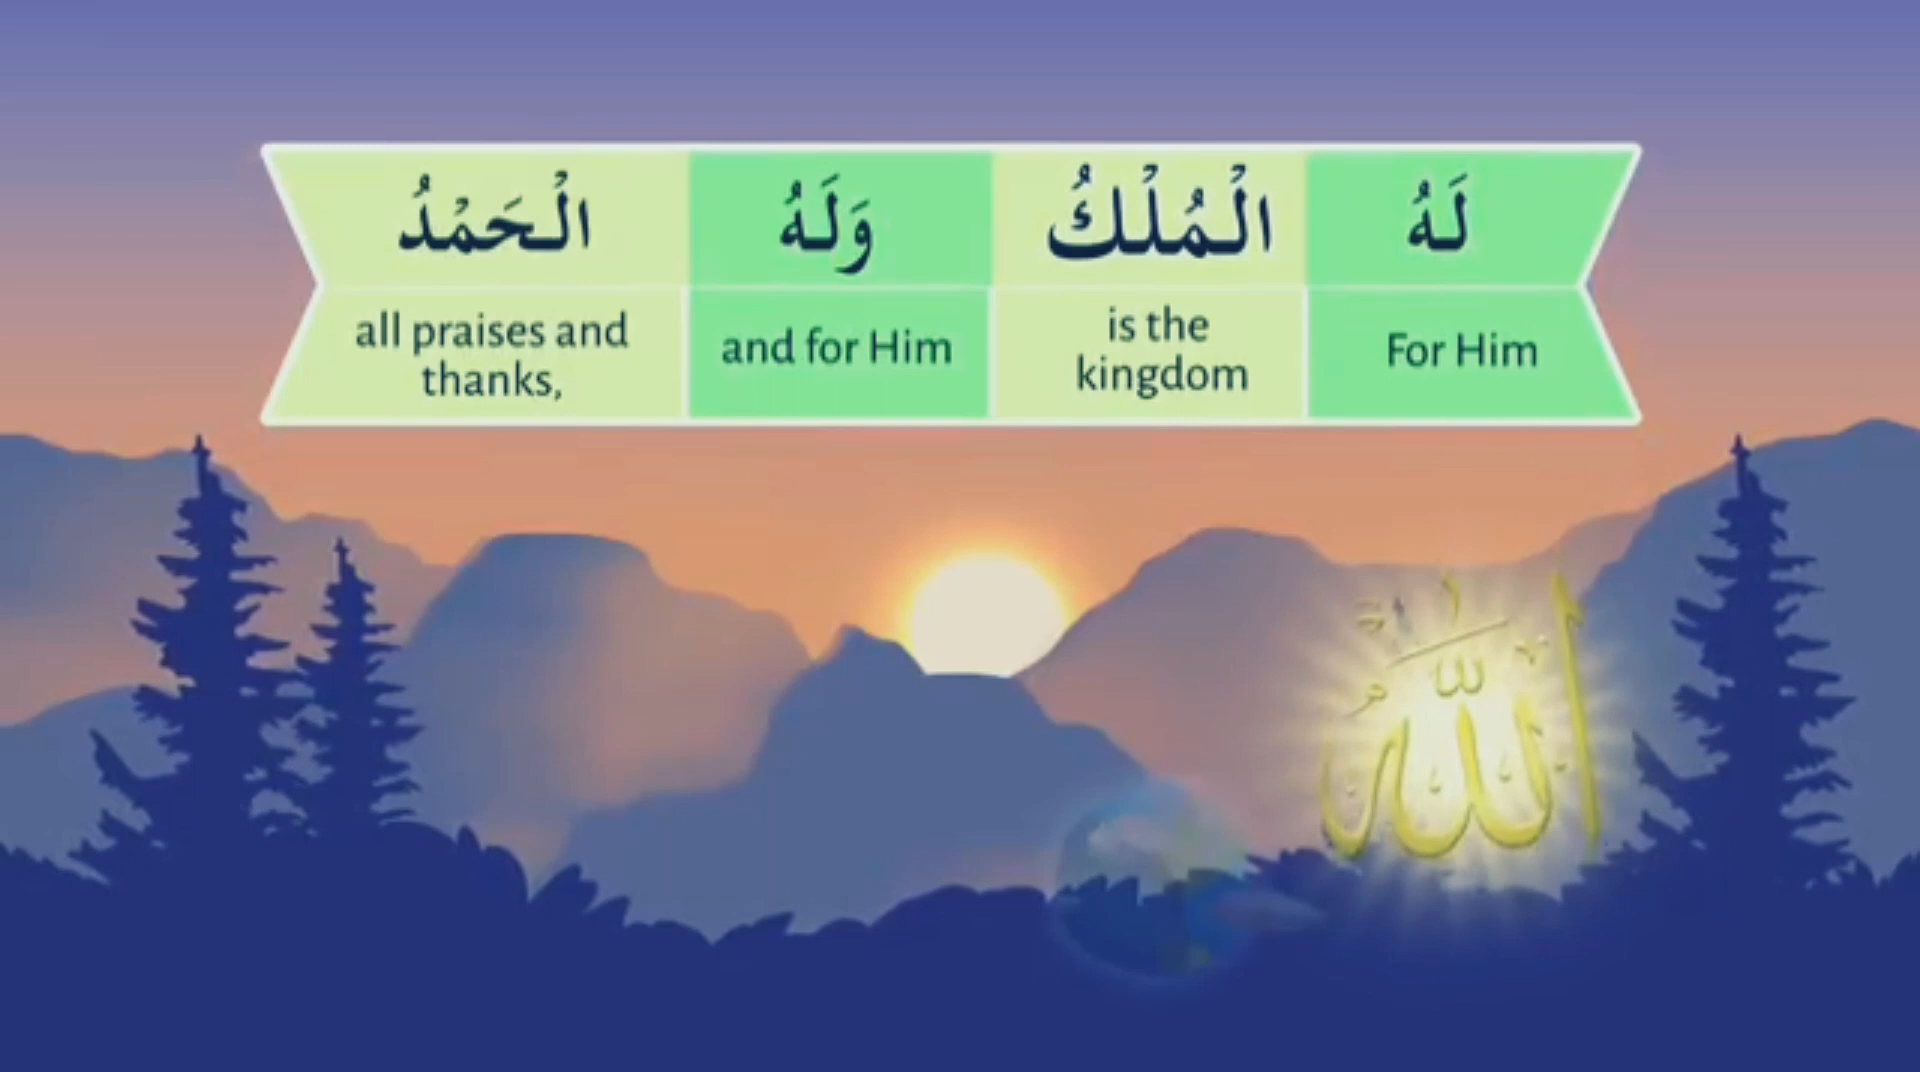 لَهُ الْمُلْكُ وَلَهُ الْحَمْدُ
For Him
is the
kingdom
and for Him
all praises and
thanks,
الله